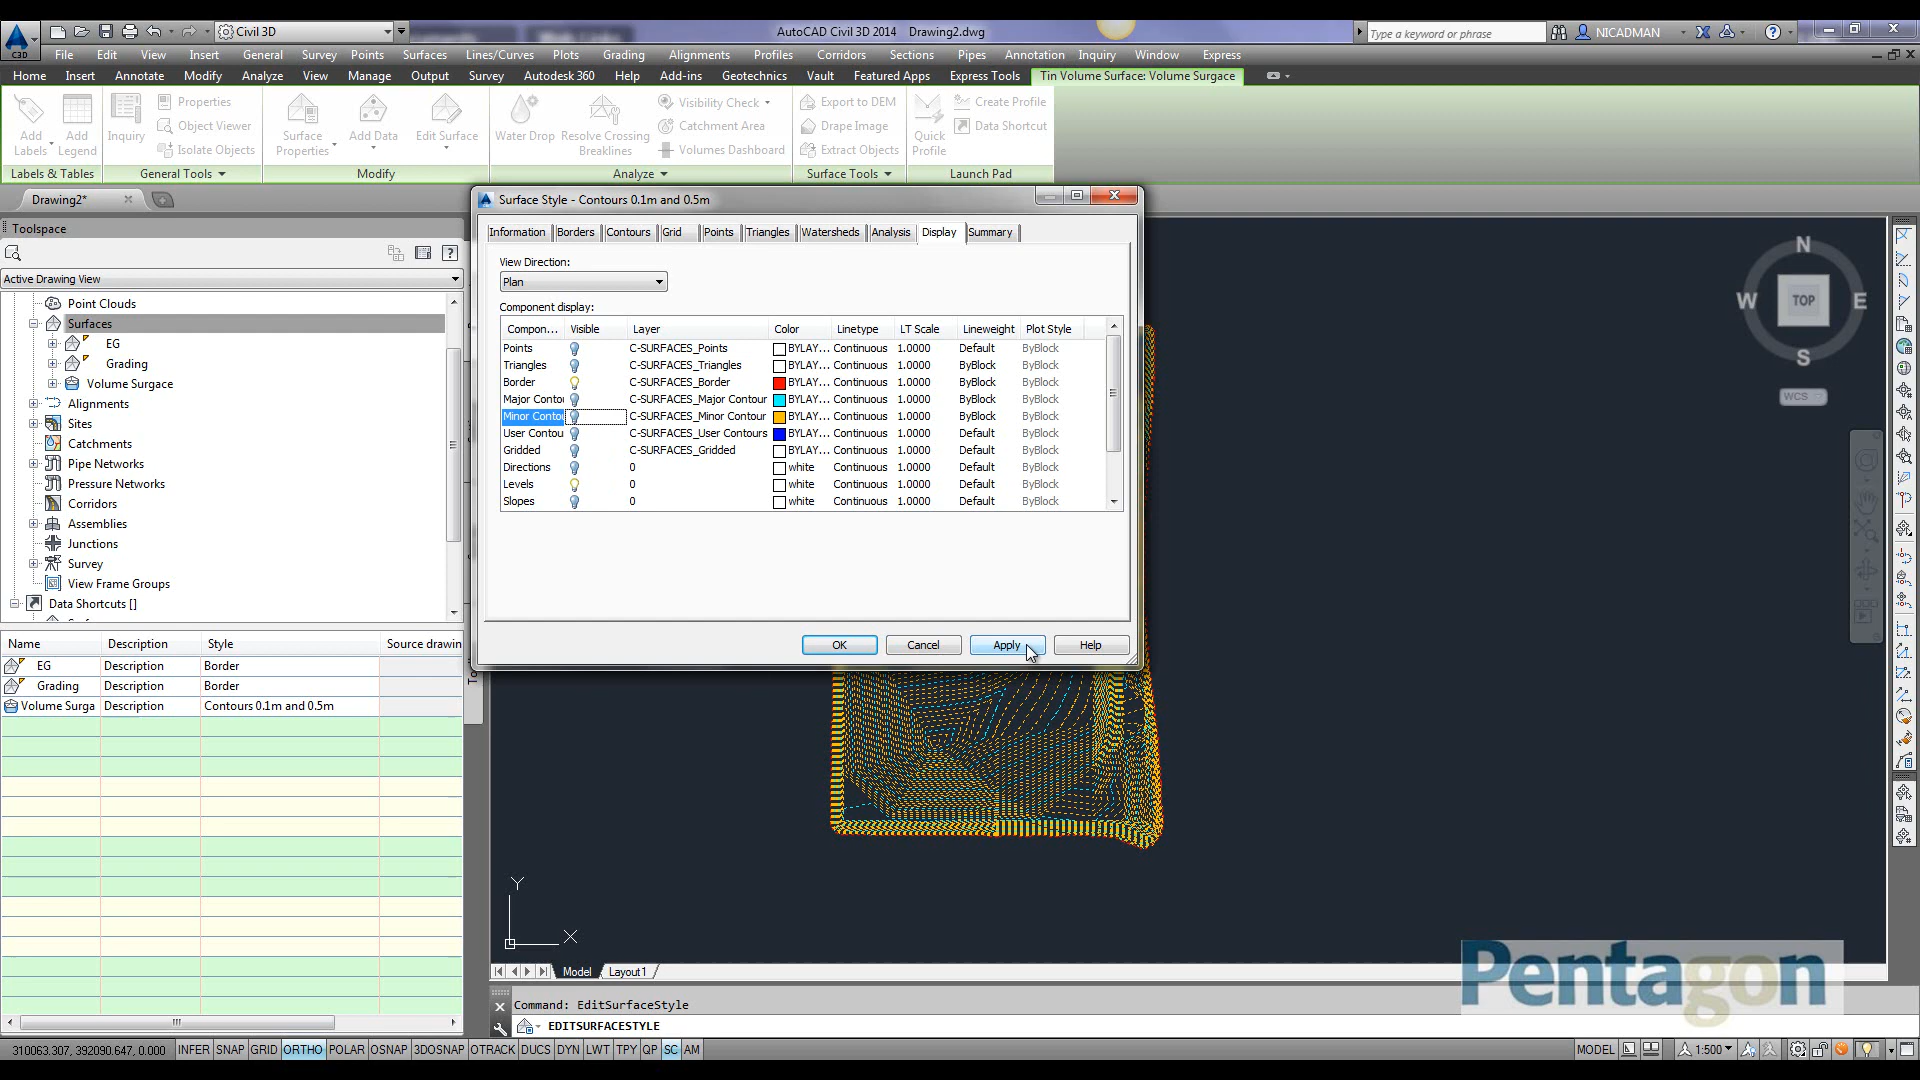 Civil 3D
AutoCAD Civil 3D 2014 Drawing2.dwg
Type a keyword or phrase
NICADMAN
C3D
File Edit View Insert General Survey Points Surfaces Lines/Curves Plots Grading Alignments Profiles Corridors Sections Pipes Annotation Inquiry Window Express
Home Insert Annotate Modify Analyze View Manage Output Survey Autodesk 360 Help Add-ins Geotechnics Vault Featured Apps Express Tools Tin Volume Surface: Volume Surgace
Add Labels
Add Legend
Inquiry
Properties
Object Viewer
Isolate Objects
Surface Properties
Add Data
Edit Surface
Water Drop
Resolve Crossing Breaklines
Visibility Check
Catchment Area
Volumes Dashboard
Export to DEM
Drape Image
Extract Objects
Quick Profile
Create Profile
Data Shortcut
Labels & Tables General Tools Modify Analyze Surface Tools Launch Pad
Drawing2*
Toolspace
Active Drawing View
Point Clouds
Surfaces
EG
Grading
Volume Surgace
Alignments
Sites
Catchments
Pipe Networks
Pressure Networks
Corridors
Assemblies
Junctions
Survey
View Frame Groups
Data Shortcuts []
Name Description Style Source drawin
EG Description Border
Grading Description Border
Volume Surga Description Contours 0.1m and 0.5m
Surface Style - Contours 0.1m and 0.5m
Information Borders Contours Grid Points Triangles Watersheds Analysis Display Summary
View Direction:
Plan
Component display:
Compon... Visible Layer Color Linetype LT Scale Lineweight Plot Style
Points C-SURFACES_Points BYLAY... Continuous 1.0000 Default ByBlock
Triangles C-SURFACES_Triangles BYLAY... Continuous 1.0000 ByBlock ByBlock
Border C-SURFACES_Border BYLAY... Continuous 1.0000 ByBlock ByBlock
Major Contou C-SURFACES_Major Contour BYLAY... Continuous 1.0000 ByBlock ByBlock
Minor Contou C-SURFACES_Minor Contour BYLAY... Continuous 1.0000 ByBlock ByBlock
User Contou C-SURFACES_User Contours BYLAY... Continuous 1.0000 Default ByBlock
Gridded C-SURFACES_Gridded BYLAY... Continuous 1.0000 Default ByBlock
Directions 0 white Continuous 1.0000 Default ByBlock
Levels 0 white Continuous 1.0000 Default ByBlock
Slopes 0 white Continuous 1.0000 Default ByBlock
OK Cancel Apply Help
N
W TOP E
S
WCS
Y
X
Model Layout1
Pentagon
Command: EditSurfaceStyle
EDITSURFACESTYLE
310063.307, 392090.647, 0.000 INFER SNAP GRID ORTHO POLAR OSNAP 3DOSNAP OTRACK DUCS DYN LWT TPY QP SC AM MODEL 1:500